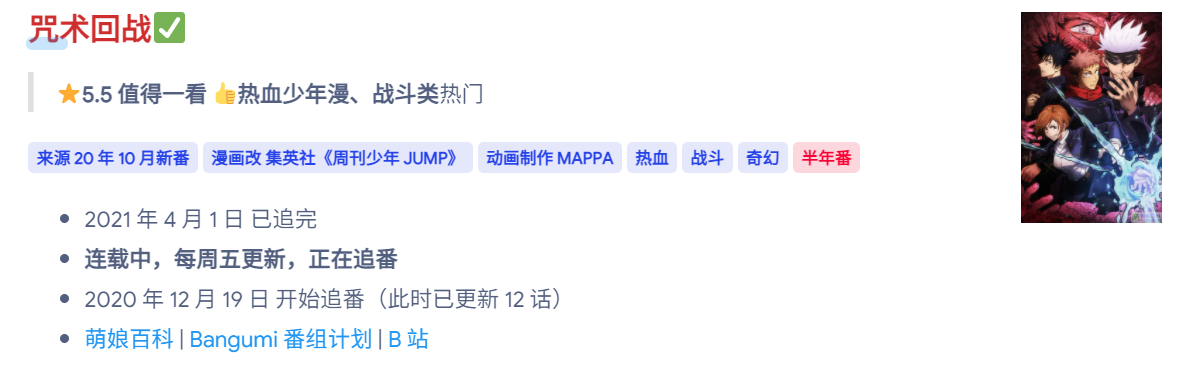 咒术回战✅
⭐5.5 值得一看 👍热血少年漫、战斗类热门
来源 20 年 10 月新番 漫画改 集英社《周刊少年 JUMP》 动画制作 MAPPA 热血 战斗 奇幻 半年番
2021 年 4 月 1 日 已追完
连载中，每周五更新，正在追番
2020 年 12 月 19 日 开始追番（此时已更新 12 话）
萌娘百科 | Bangumi 番组计划 | B 站